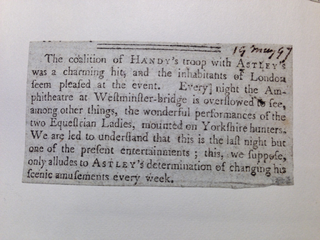 19 May 97
The coalition of HANDY's troop with ASTLEY's
was a charming hit, and the inhabitants of London
seem pleased at the event. Every night the Am-
phitheatre at Westminster-bridge is overflowed to see,
among other things, the wonderful performances of the
two Equestrian Ladies, mounted on Yorkshire hunters.
We are led to understand that this is the last night but
one of the present entertainments; this, we suppose,
only alludes to ASTLEY's determination of changing his
scenic amusements every week.